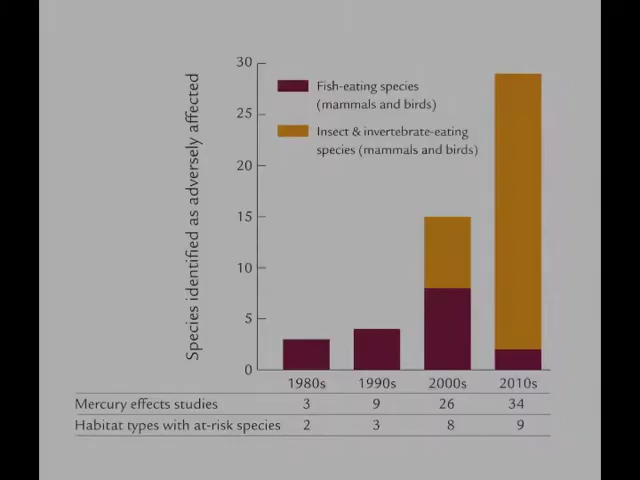 Species identified as adversely affected
30
25
20
15
10
5
0
Fish-eating species
(mammals and birds)
Insect & invertebrate-eating
species (mammals and birds)
1980s 1990s 2000s 2010s
Mercury effects studies 3 9 26 34
Habitat types with at-risk species 2 3 8 9